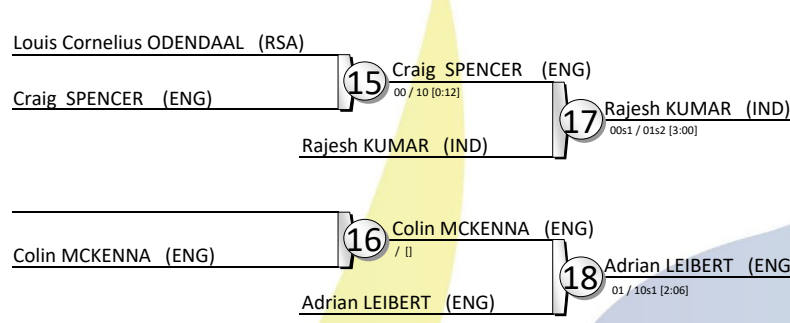 Louis Cornelius ODENDAAL (RSA)
15
Craig SPENCER (ENG)
00 / 10 [0:12]
Craig SPENCER (ENG)
17
Rajesh KUMAR (IND)
00s1 / 01s2 [3:00]
Rajesh KUMAR (IND)
16
Colin MCKENNA (ENG)
/ []
Colin MCKENNA (ENG)
18
Adrian LEIBERT (ENG
01 / 10s1 [2:06]
Adrian LEIBERT (ENG)